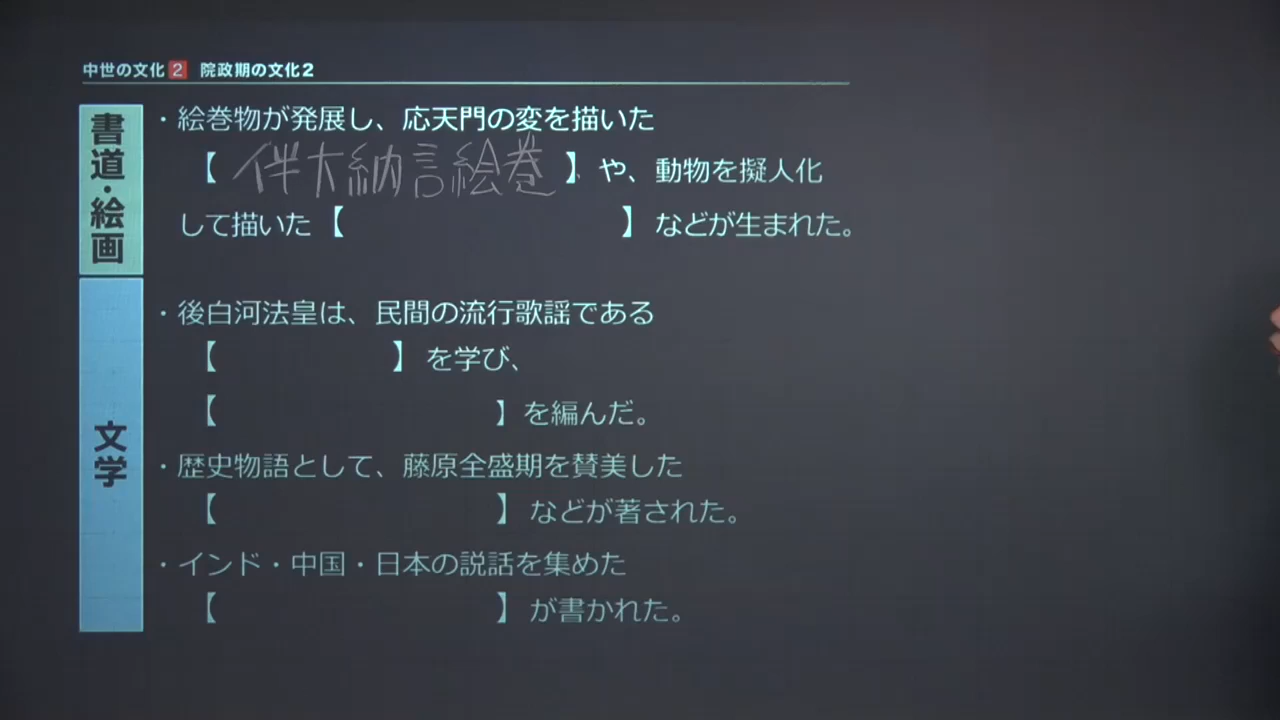 中世の文化2 院政期の文化2
書道・絵画
・絵巻物が発展し、応天門の変を描いた
【伴大納言絵巻】や、動物を擬人化
して描いた【 】などが生まれた。
文学
・後白河法皇は、民間の流行歌謡である
【 】を学び、
【 】を編んだ。
・歴史物語として、藤原全盛期を賛美した
【 】などが著された。
・インド・中国・日本の説話を集めた
【 】が書かれた。